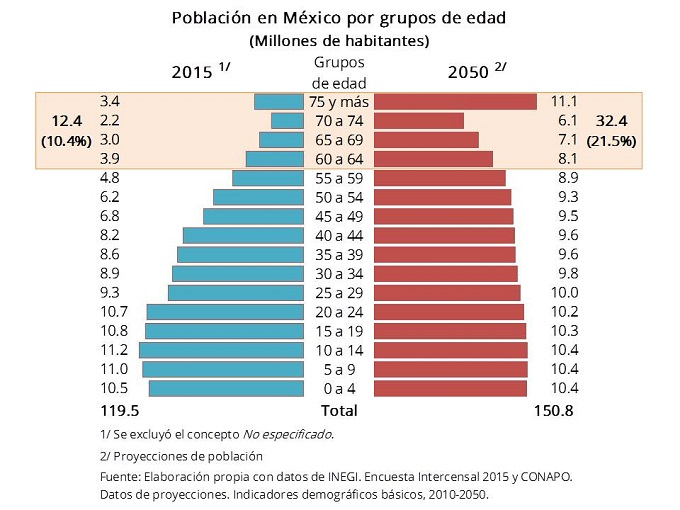 Población en México por grupos de edad
(Millones de habitantes)
2015 1/ Grupos de edad 2050 2/
3.4 75 y más 11.1
12.4 2.2 70 a 74 6.1 32.4
(10.4%) 3.0 65 a 69 7.1 (21.5%)
3.9 60 a 64 8.1
4.8 55 a 59 8.9
6.2 50 a 54 9.3
6.8 45 a 49 9.5
8.2 40 a 44 9.6
8.6 35 a 39 9.6
8.9 30 a 34 9.8
9.3 25 a 29 10.0
10.7 20 a 24 10.2
10.8 15 a 19 10.3
11.2 10 a 14 10.4
11.0 5 a 9 10.4
10.5 0 a 4 10.4
119.5 Total 150.8
1/ Se excluyó el concepto No especificado.
2/ Proyecciones de población
Fuente: Elaboración propia con datos de INEGI. Encuesta Intercensal 2015 y CONAPO.
Datos de proyecciones. Indicadores demográficos básicos, 2010-2050.